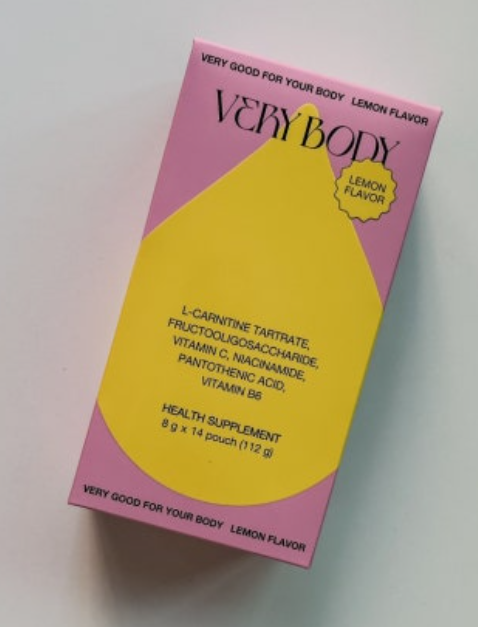 VERY GOOD FOR YOUR BODY LEMON FLAVOR
VERY BODY
LEMON
FLAVOR
L-CARNITINE TARTRATE,
FRUCTOOLIGOSACCHARIDE,
VITAMIN C, NIACINAMIDE,
PANTOTHENIC ACID,
VITAMIN B6
HEALTH SUPPLEMENT
8 g x 14 pouch (112 g)
VERY GOOD FOR YOUR BODY LEMON FLAVOR